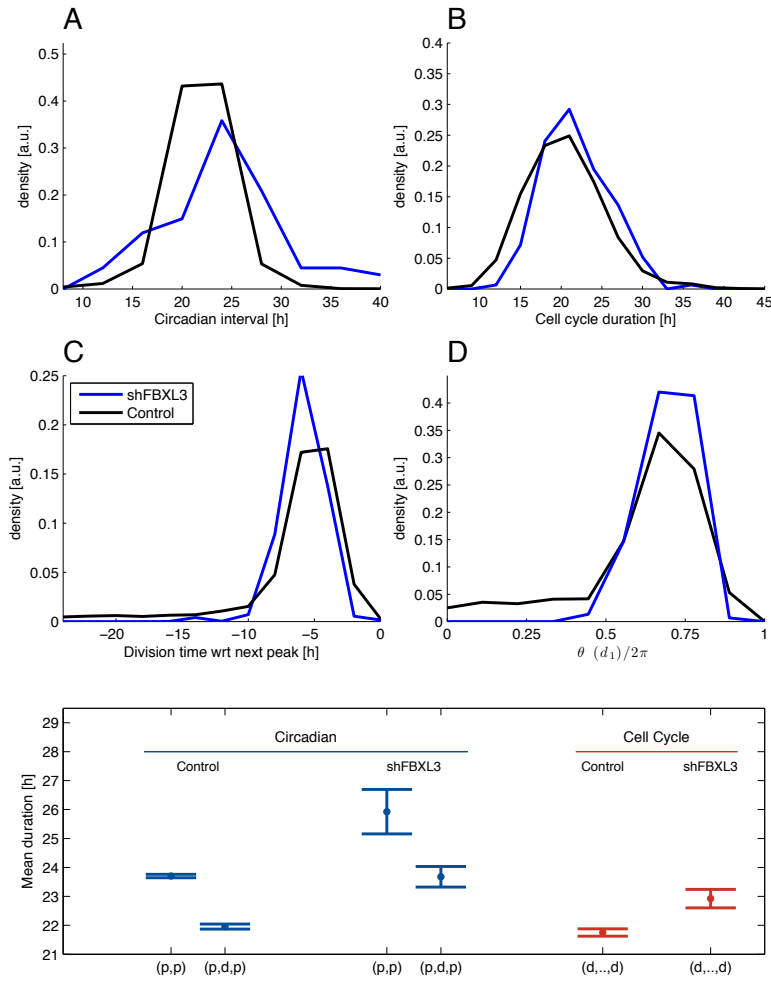 A
density [a.u.]
0.5
0.4
0.3
0.2
0.1
0
10 15 20 25 30 35 40
Circadian interval [h]
B
density [a.u.]
0.4
0.35
0.3
0.25
0.2
0.15
0.1
0.05
0
10 15 20 25 30 35 40 45
Cell cycle duration [h]
C
density [a.u.]
0.25
0.2
0.15
0.1
0.05
0
shFBXL3
Control
−20 −15 −10 −5 0
Division time wrt next peak [h]
D
density [a.u.]
0.4
0.35
0.3
0.25
0.2
0.15
0.1
0.05
0
0 0.25 0.5 0.75 1
θ (d₁)/2π
Mean duration [h]
29
28
27
26
25
24
23
22
21
Circadian
Control shFBXL3
Cell Cycle
Control shFBXL3
(p,p) (p,d,p) (p,p) (p,d,p) (d,..,d) (d,..,d)